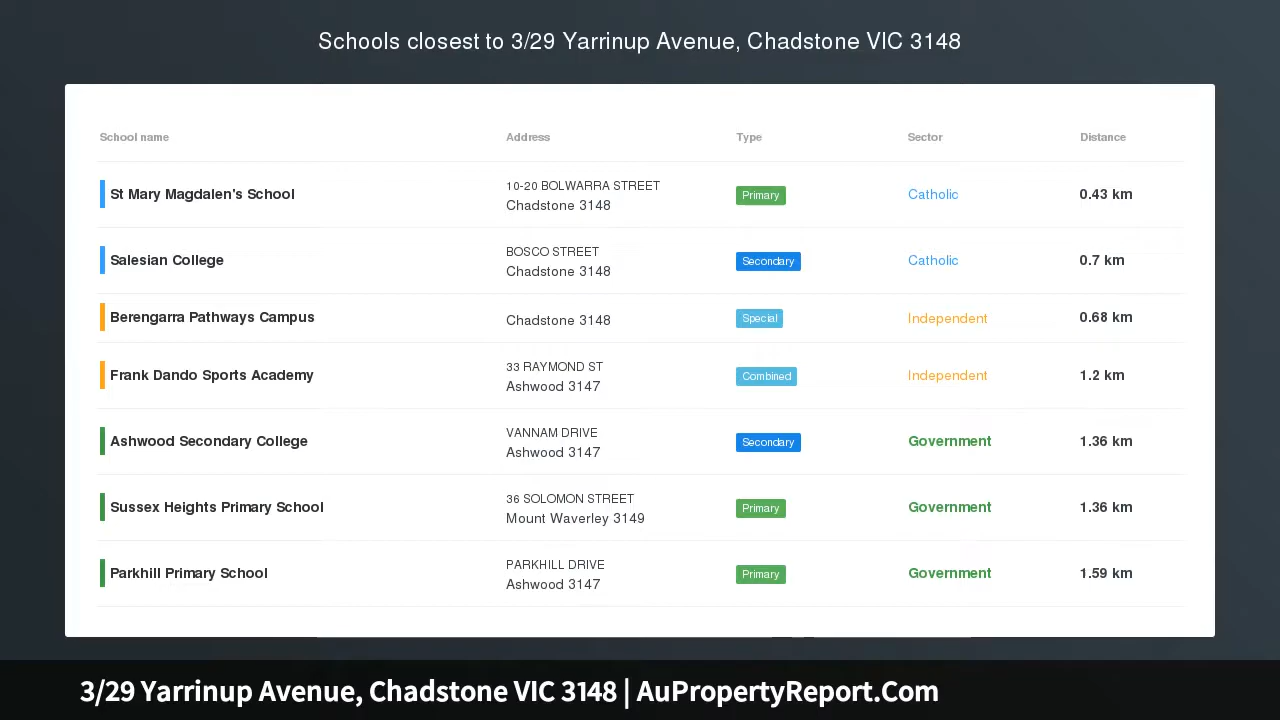 Schools closest to 3/29 Yarrinup Avenue, Chadstone VIC 3148
School name Address Type Sector Distance
St Mary Magdalen's School 10-20 BOLWARRA STREET Chadstone 3148 Primary Catholic 0.43 km
Salesian College BOSCO STREET Chadstone 3148 Secondary Catholic 0.7 km
Berengarra Pathways Campus Chadstone 3148 Special Independent 0.68 km
Frank Dando Sports Academy 33 RAYMOND ST Ashwood 3147 Combined Independent 1.2 km
Ashwood Secondary College VANNAM DRIVE Ashwood 3147 Secondary Government 1.36 km
Sussex Heights Primary School 36 SOLOMON STREET Mount Waverley 3149 Primary Government 1.36 km
Parkhill Primary School PARKHILL DRIVE Ashwood 3147 Primary Government 1.59 km
3/29 Yarrinup Avenue, Chadstone VIC 3148 | AuPropertyReport.Com